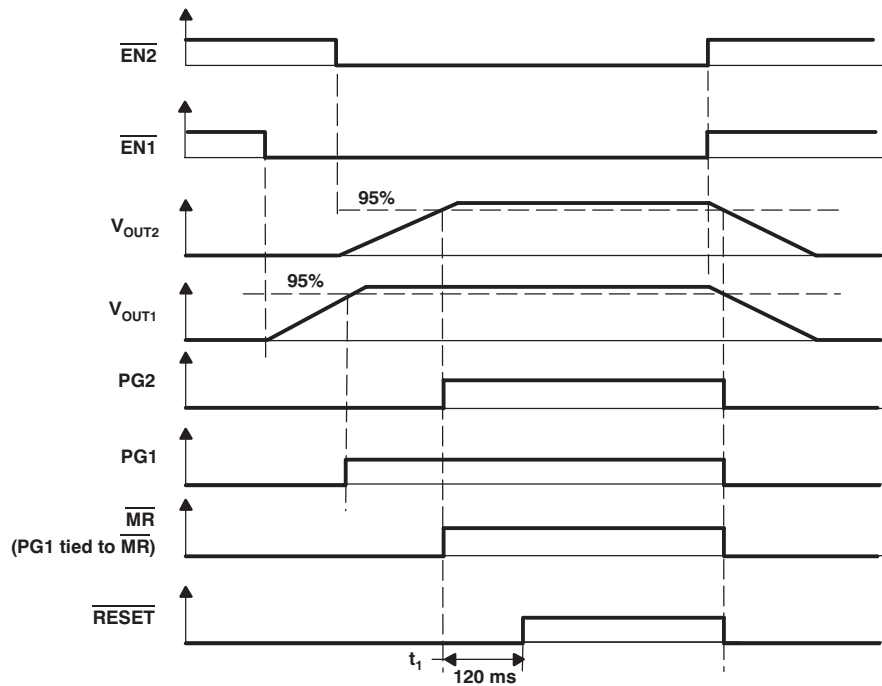 EN2
EN1
95%
VOUT2
95%
VOUT1
PG2
PG1
MR
(PG1 tied to MR)
RESET
t1
120 ms